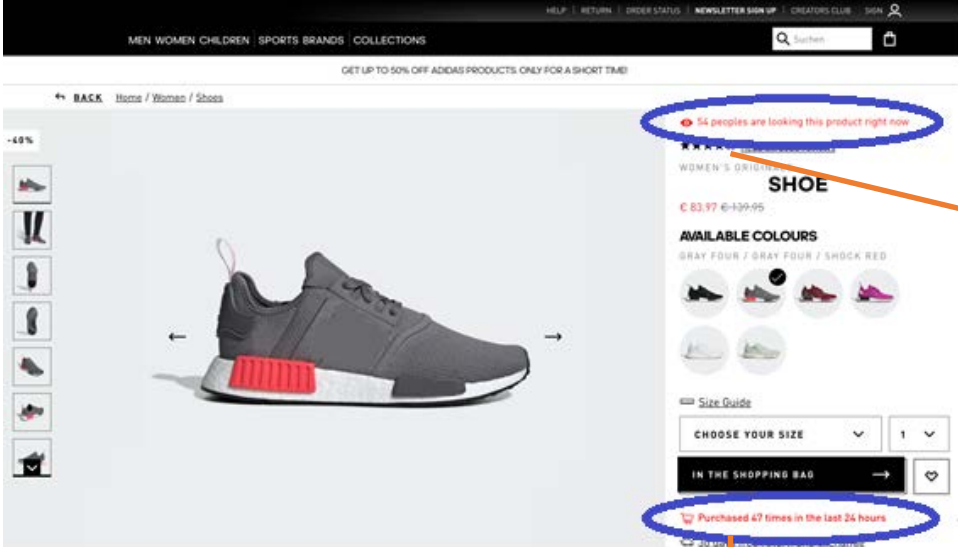 HELP RETURN ORDER STATUS NEWSLETTER SIGN UP CREATORS CLUB SIGN
MEN WOMEN CHILDREN SPORTS BRANDS COLLECTIONS
Suchen
GET UP TO 50% OFF ADIDAS PRODUCTS. ONLY FOR A SHORT TIME!
BACK Home / Women / Shoes
54 peoples are looking this product right now
-40%
WOMEN'S ORIGINALS
SHOE
€ 83.97 € 139.95
AVAILABLE COLOURS
GRAY FOUR / GRAY FOUR / SHOCK RED
Size Guide
CHOOSE YOUR SIZE 1
IN THE SHOPPING BAG
Purchased 47 times in the last 24 hours